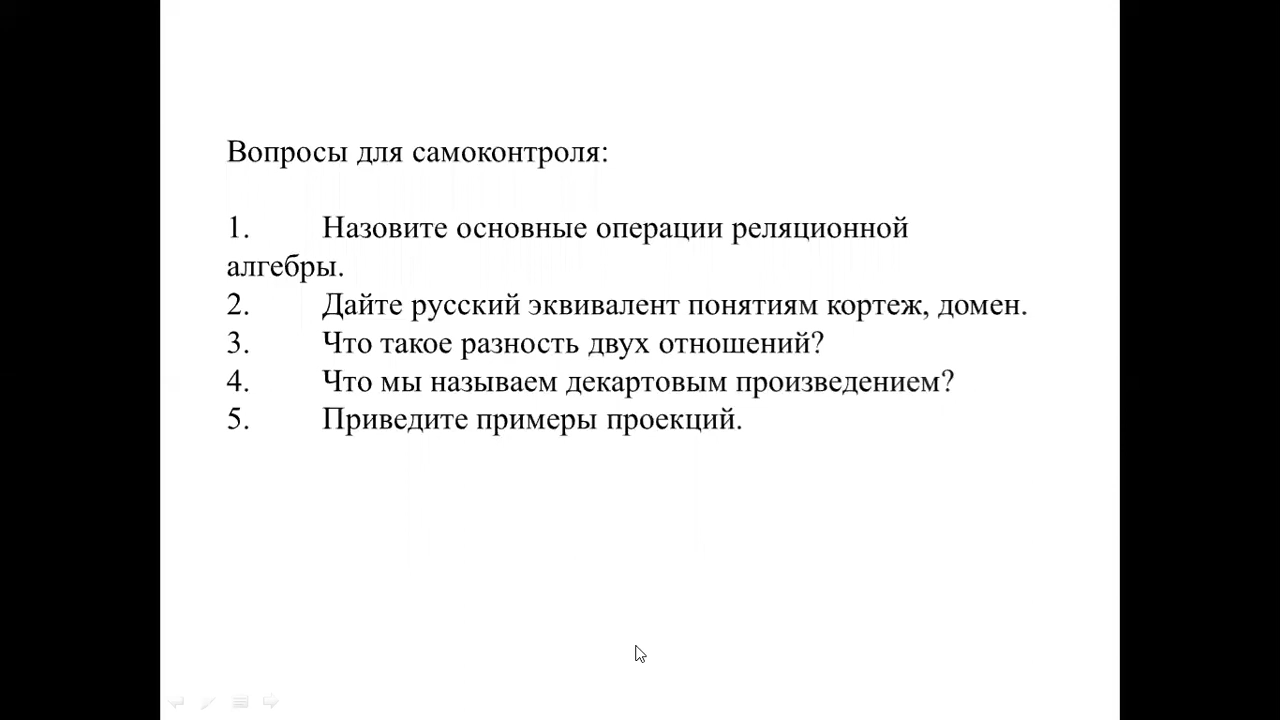 Вопросы для самоконтроля:
1. Назовите основные операции реляционной
алгебры.
2. Дайте русский эквивалент понятиям кортеж, домен.
3. Что такое разность двух отношений?
4. Что мы называем декартовым произведением?
5. Приведите примеры проекций.